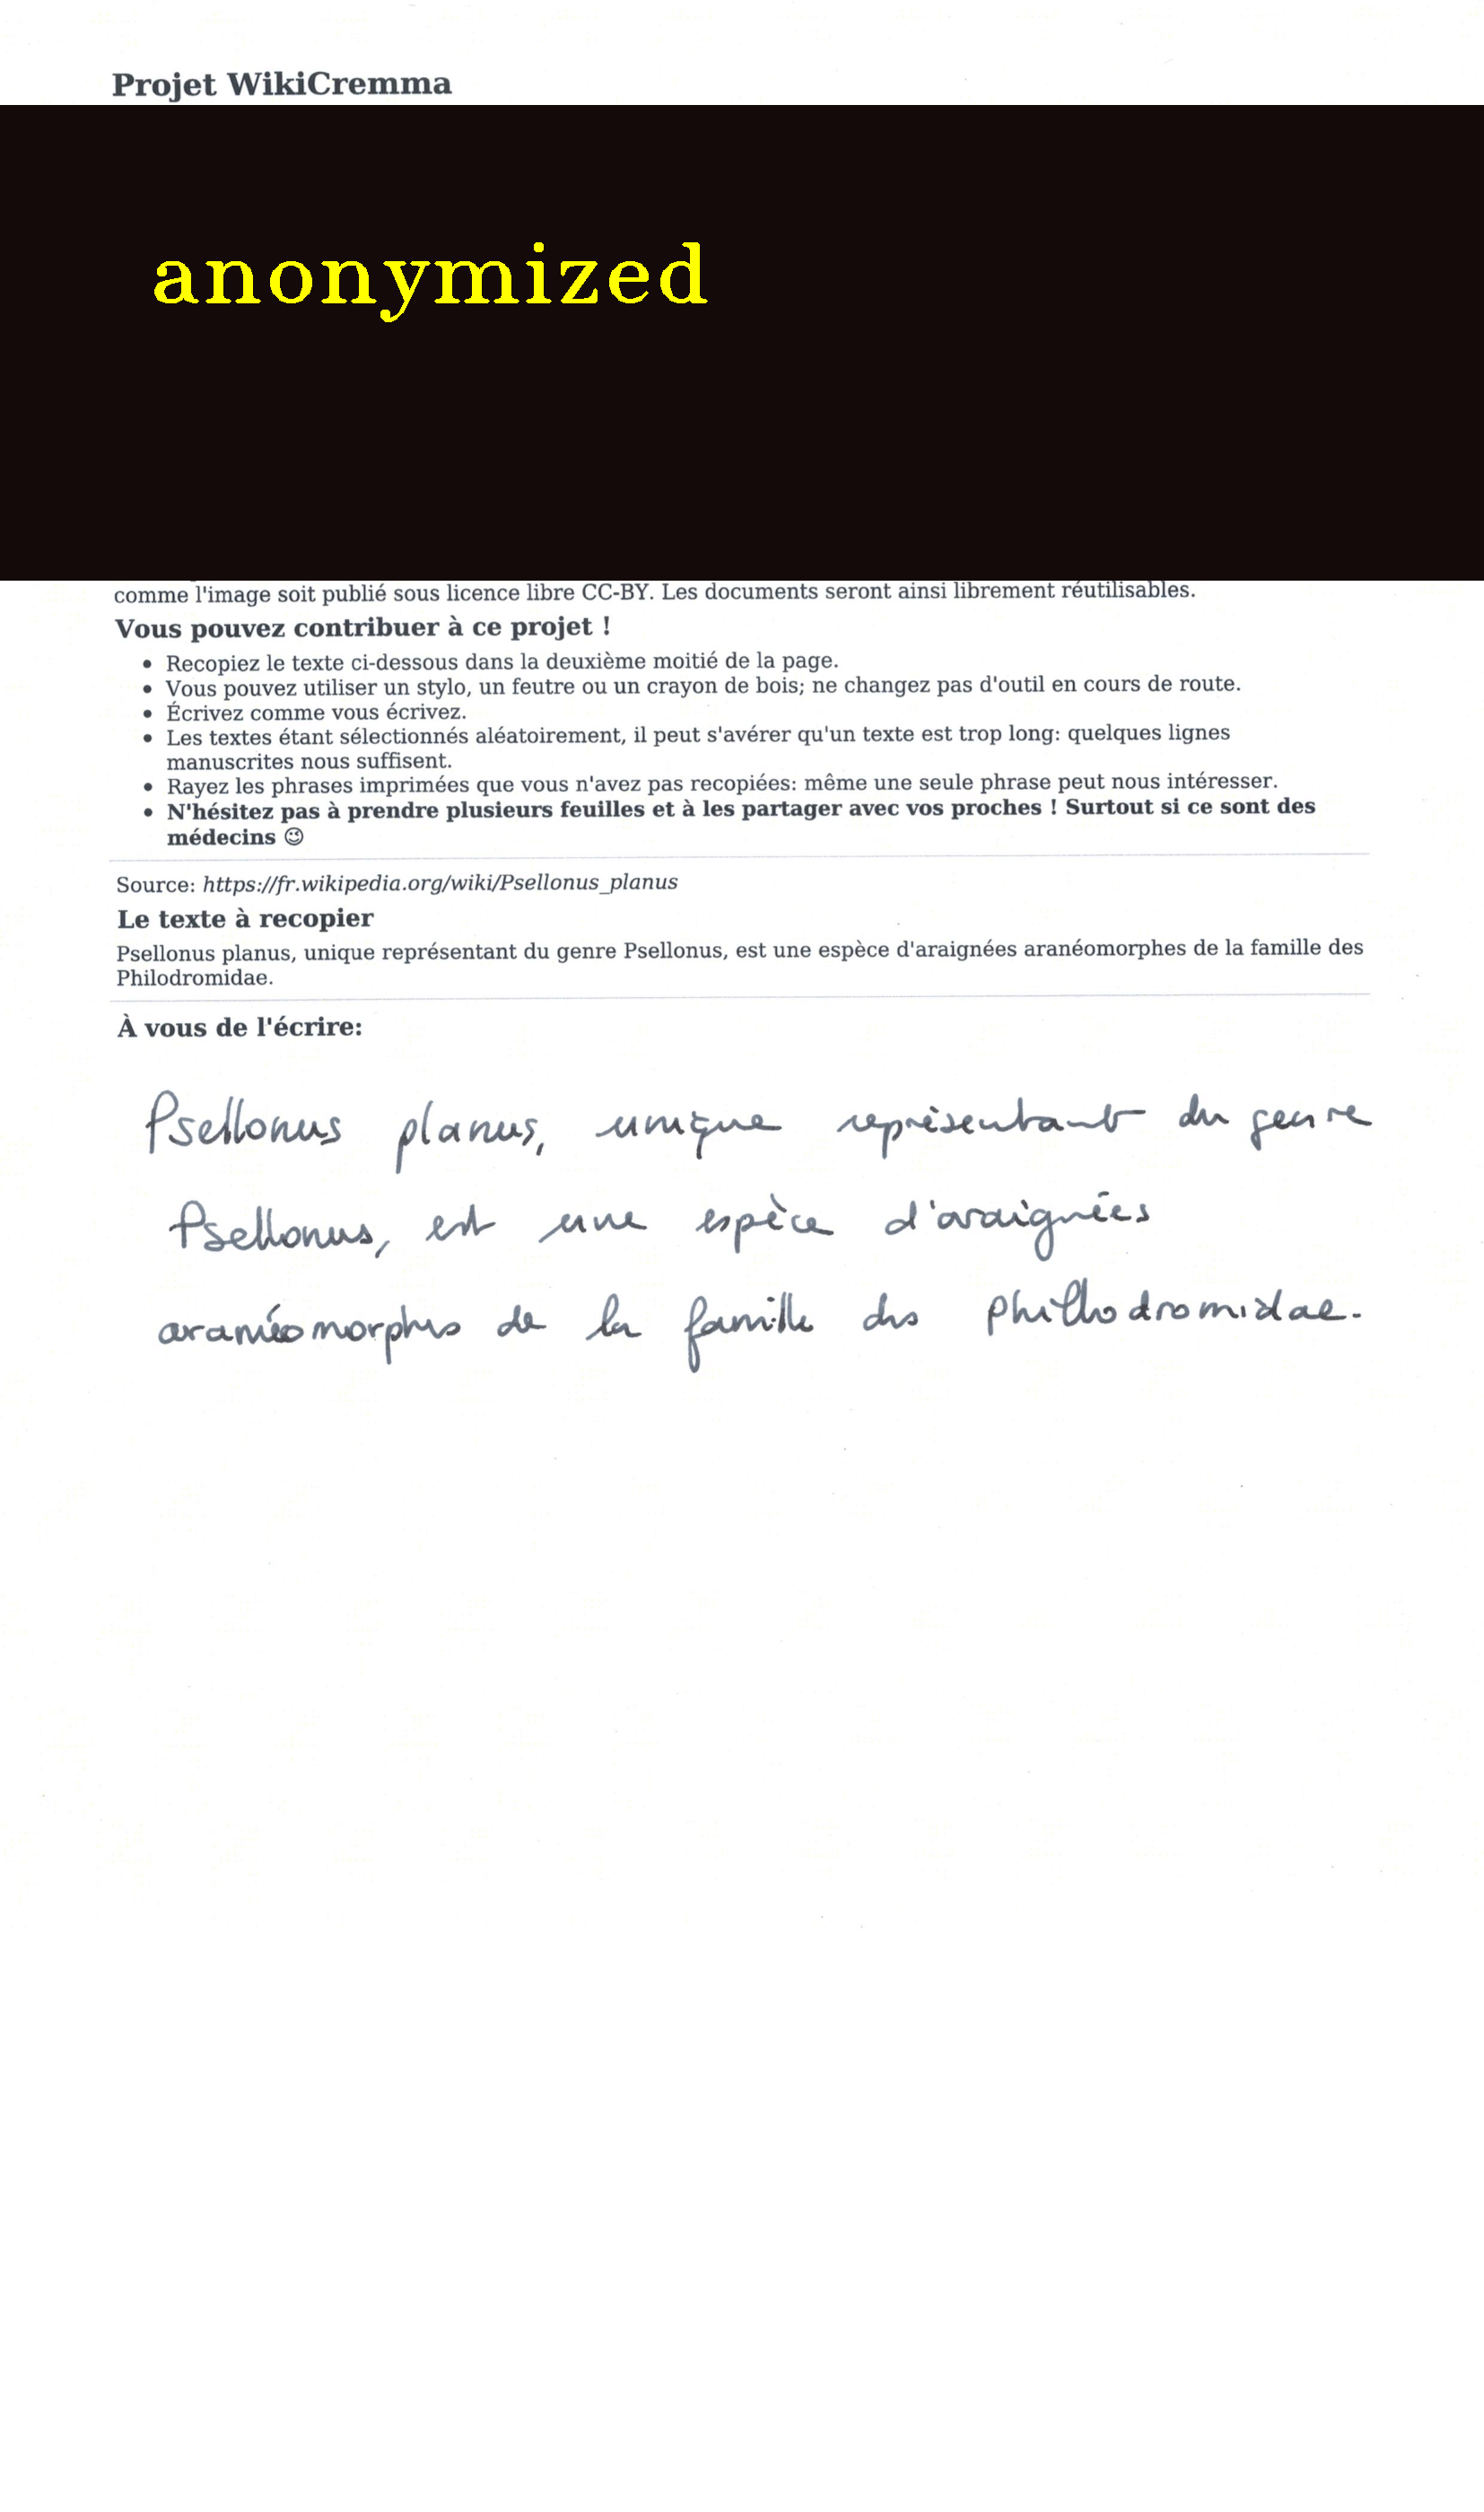 Projet WikiCremma
anonymized
comme l'image soit publié sous licence libre CC-BY. Les documents seront ainsi librement réutilisables.
Vous pouvez contribuer à ce projet !
• Recopiez le texte ci-dessous dans la deuxième moitié de la page.
• Vous pouvez utiliser un stylo, un feutre ou un crayon de bois; ne changez pas d'outil en cours de route.
• Écrivez comme vous écrivez.
• Les textes étant sélectionnés aléatoirement, il peut s'avérer qu'un texte est trop long: quelques lignes
manuscrites nous suffisent.
• Rayez les phrases imprimées que vous n'avez pas recopiées: même une seule phrase peut nous intéresser.
• N'hésitez pas à prendre plusieurs feuilles et à les partager avec vos proches ! Surtout si ce sont des
médecins 😉
Source: https://fr.wikipedia.org/wiki/Psellonus_planus
Le texte à recopier
Psellonus planus, unique représentant du genre Psellonus, est une espèce d'araignées aranéomorphes de la famille des
Philodromidae.
À vous de l'écrire:
Psellonus planus, unique représentant du genre
Psellonus, est une espèce d'araignées
aranéomorphes de la famille des
Phillodromidae.